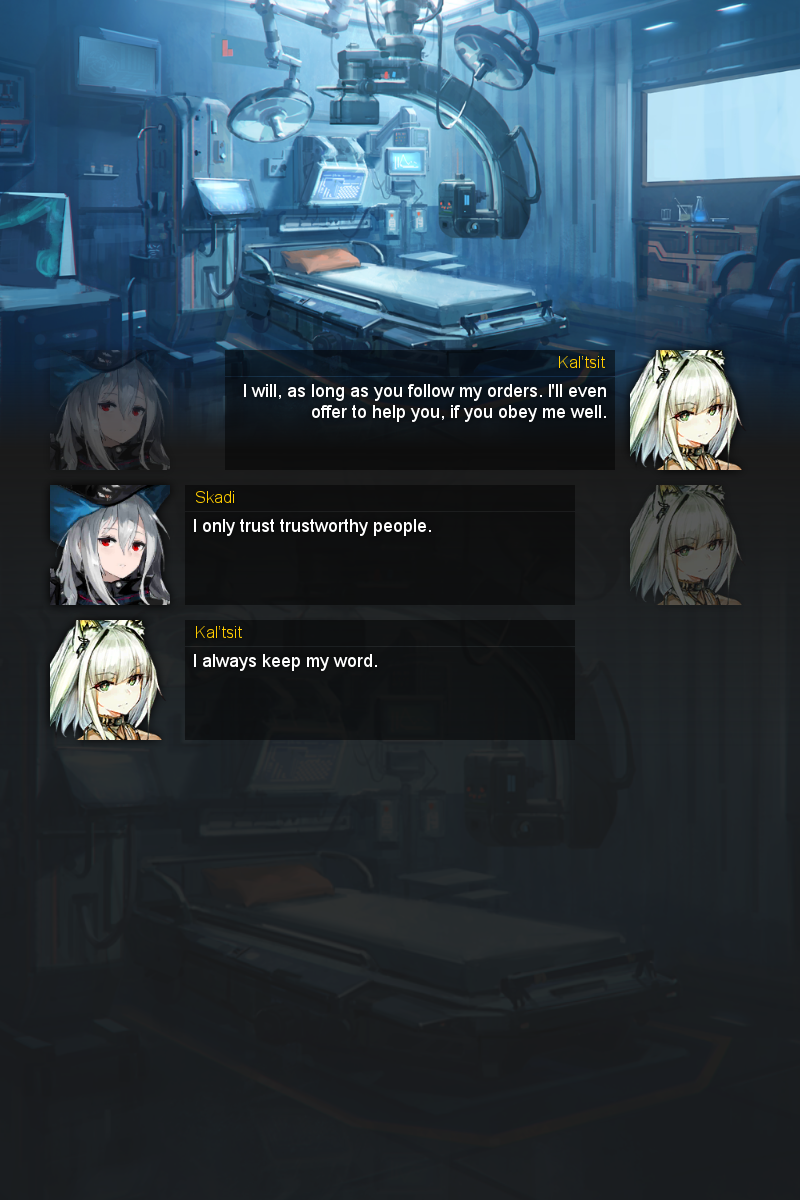 Kal'tsit
I will, as long as you follow my orders. I'll even
offer to help you, if you obey me well.
Skadi
I only trust trustworthy people.
Kal'tsit
I always keep my word.